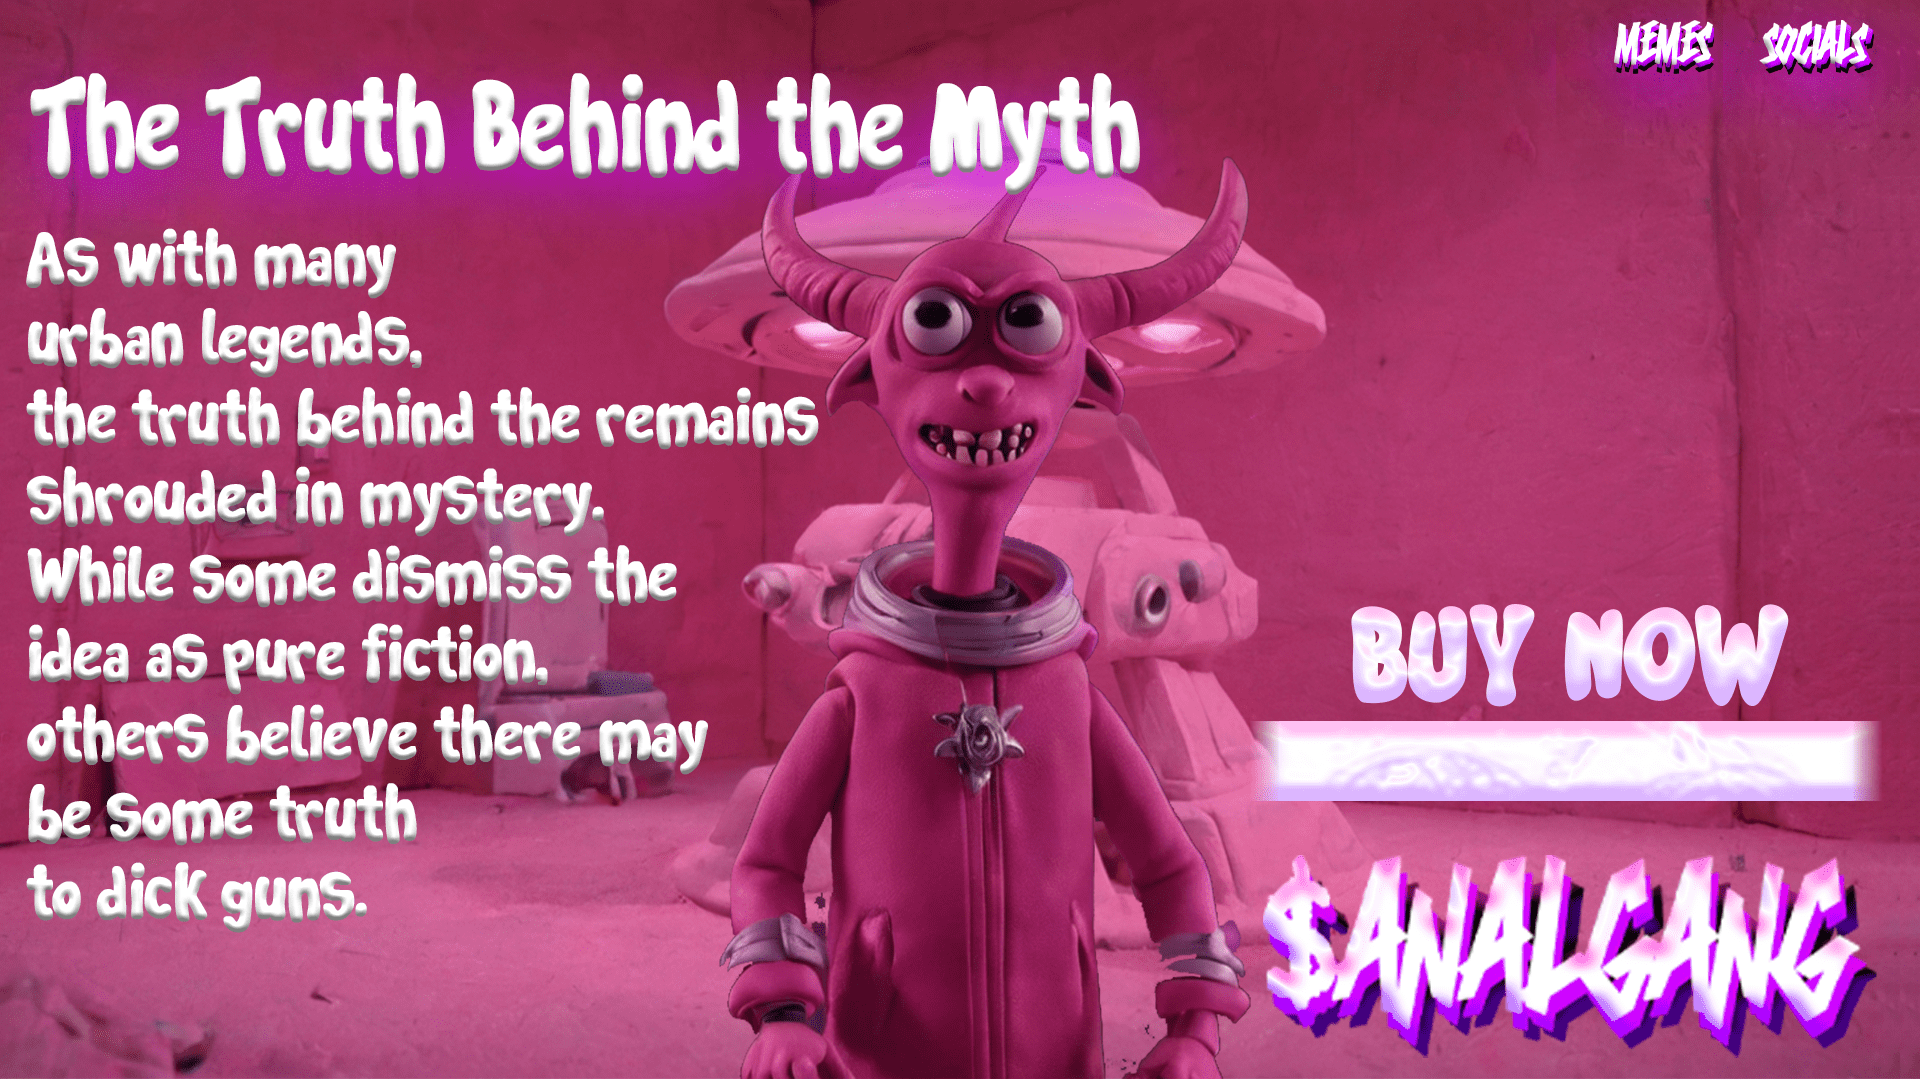 MEMES SOCIALS
The Truth Behind the Myth
As with many
urban legends,
the truth behind the remains
shrouded in mystery.
While some dismiss the
idea as pure fiction,
others believe there may
be some truth
to dick guns.
BUY NOW
$ANALGANG